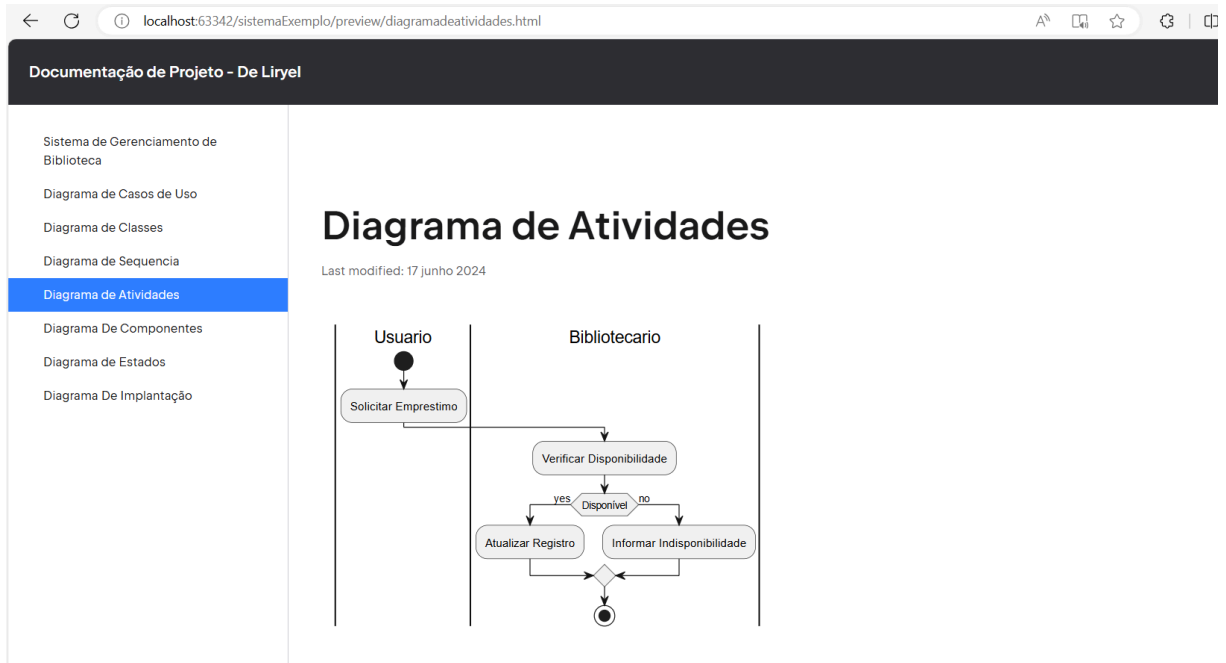 localhost:63342/sistemaExemplo/preview/diagramadeatividades.html
Documentação de Projeto - De Liryel
Sistema de Gerenciamento de
Biblioteca
Diagrama de Casos de Uso
Diagrama de Classes
Diagrama de Sequencia
Diagrama de Atividades
Diagrama De Componentes
Diagrama de Estados
Diagrama De Implantação
Diagrama de Atividades
Last modified: 17 junho 2024
Usuario
Bibliotecario
Solicitar Emprestimo
Verificar Disponibilidade
yes
Disponível
no
Atualizar Registro
Informar Indisponibilidade